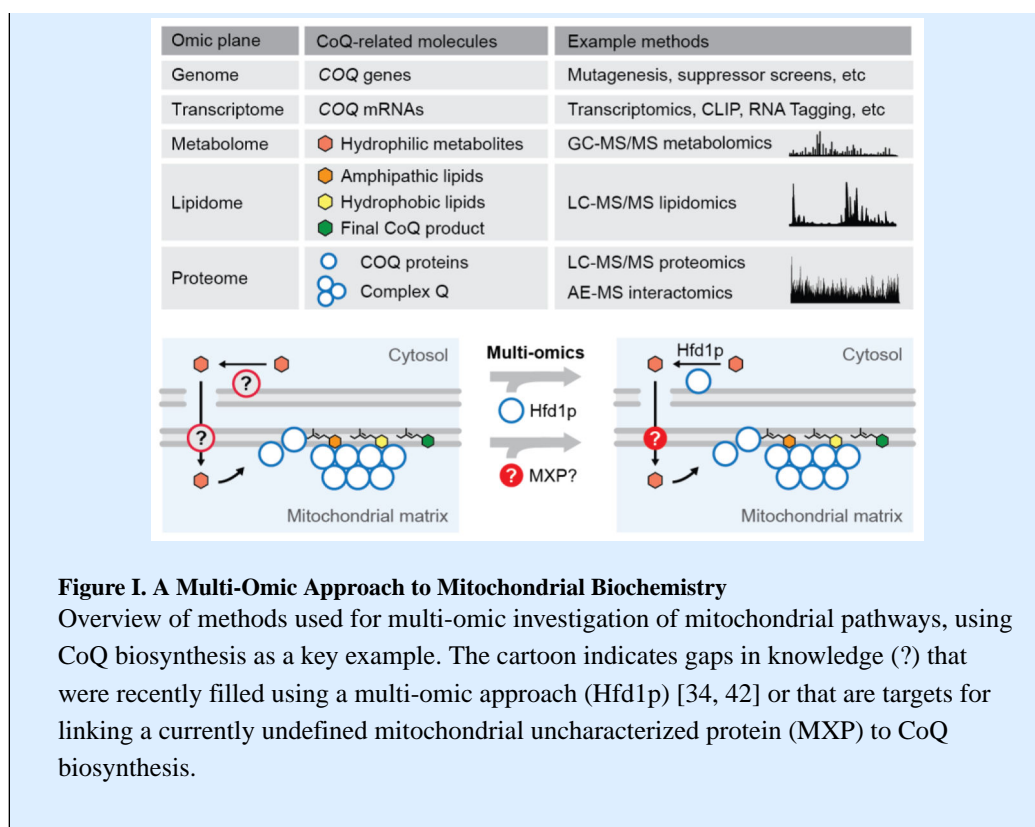 Omic plane CoQ-related molecules Example methods
Genome COQ genes Mutagenesis, suppressor screens, etc
Transcriptome COQ mRNAs Transcriptomics, CLIP, RNA Tagging, etc
Metabolome Hydrophilic metabolites GC-MS/MS metabolomics
Lipidome Amphipathic lipids
Hydrophobic lipids
Final CoQ product
LC-MS/MS lipidomics
Proteome COQ proteins
Complex Q
LC-MS/MS proteomics
AE-MS interactomics
Cytosol
?
?
Mitochondrial matrix
Multi-omics
Hfd1p
? MXP?
Hfd1p
Cytosol
?
Mitochondrial matrix
Figure I. A Multi-Omic Approach to Mitochondrial Biochemistry
Overview of methods used for multi-omic investigation of mitochondrial pathways, using
CoQ biosynthesis as a key example. The cartoon indicates gaps in knowledge (?) that
were recently filled using a multi-omic approach (Hfd1p) [34, 42] or that are targets for
linking a currently undefined mitochondrial uncharacterized protein (MXP) to CoQ
biosynthesis.